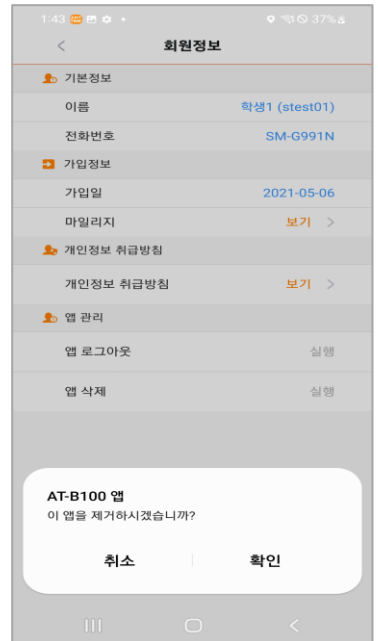 1:43
37%
회원정보
기본정보
이름 학생1 (stest01)
전화번호 SM-G991N
가입정보
가입일 2021-05-06
마일리지 보기
개인정보 취급방침
개인정보 취급방침 보기
앱 관리
앱 로그아웃 실행
앱 삭제 실행
AT-B100 앱
이 앱을 제거하시겠습니까?
취소 확인